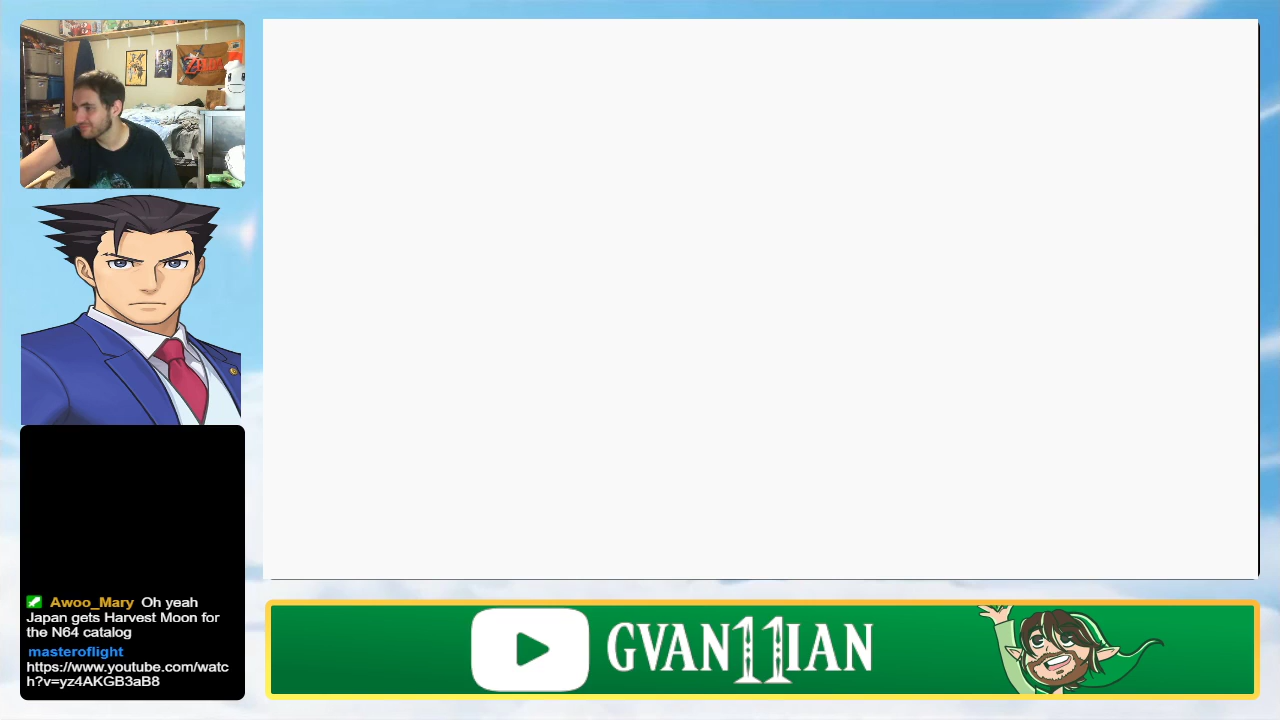 ZELDA
Awoo_Mary Oh yeah
Japan gets Harvest Moon for
the N64 catalog
masteroflight
https://www.youtube.com/watc
h?v=yz4AKGB3aB8
GVAN11IAN